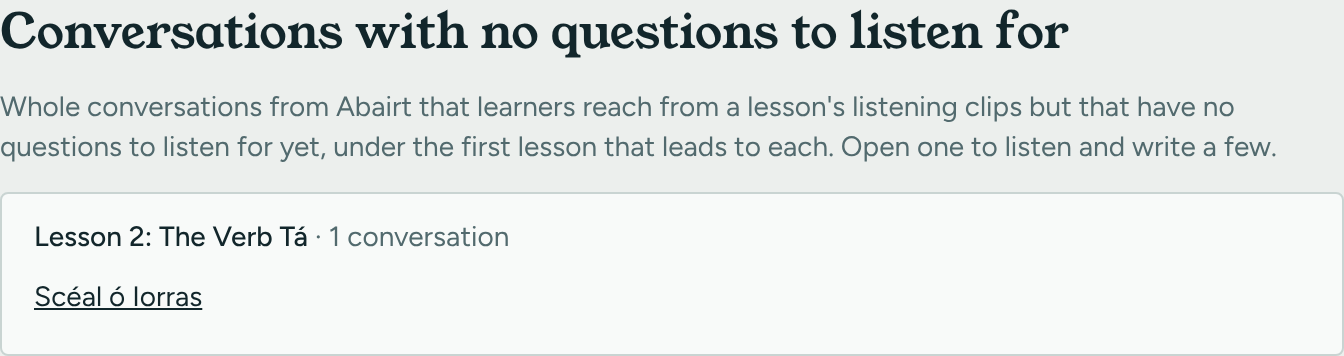 Conversations with no questions to listen for
Whole conversations from Abairt that learners reach from a lesson's listening clips but that have no
questions to listen for yet, under the first lesson that leads to each. Open one to listen and write a few.
Lesson 2: The Verb Tá · 1 conversation
Scéal ó Iorras